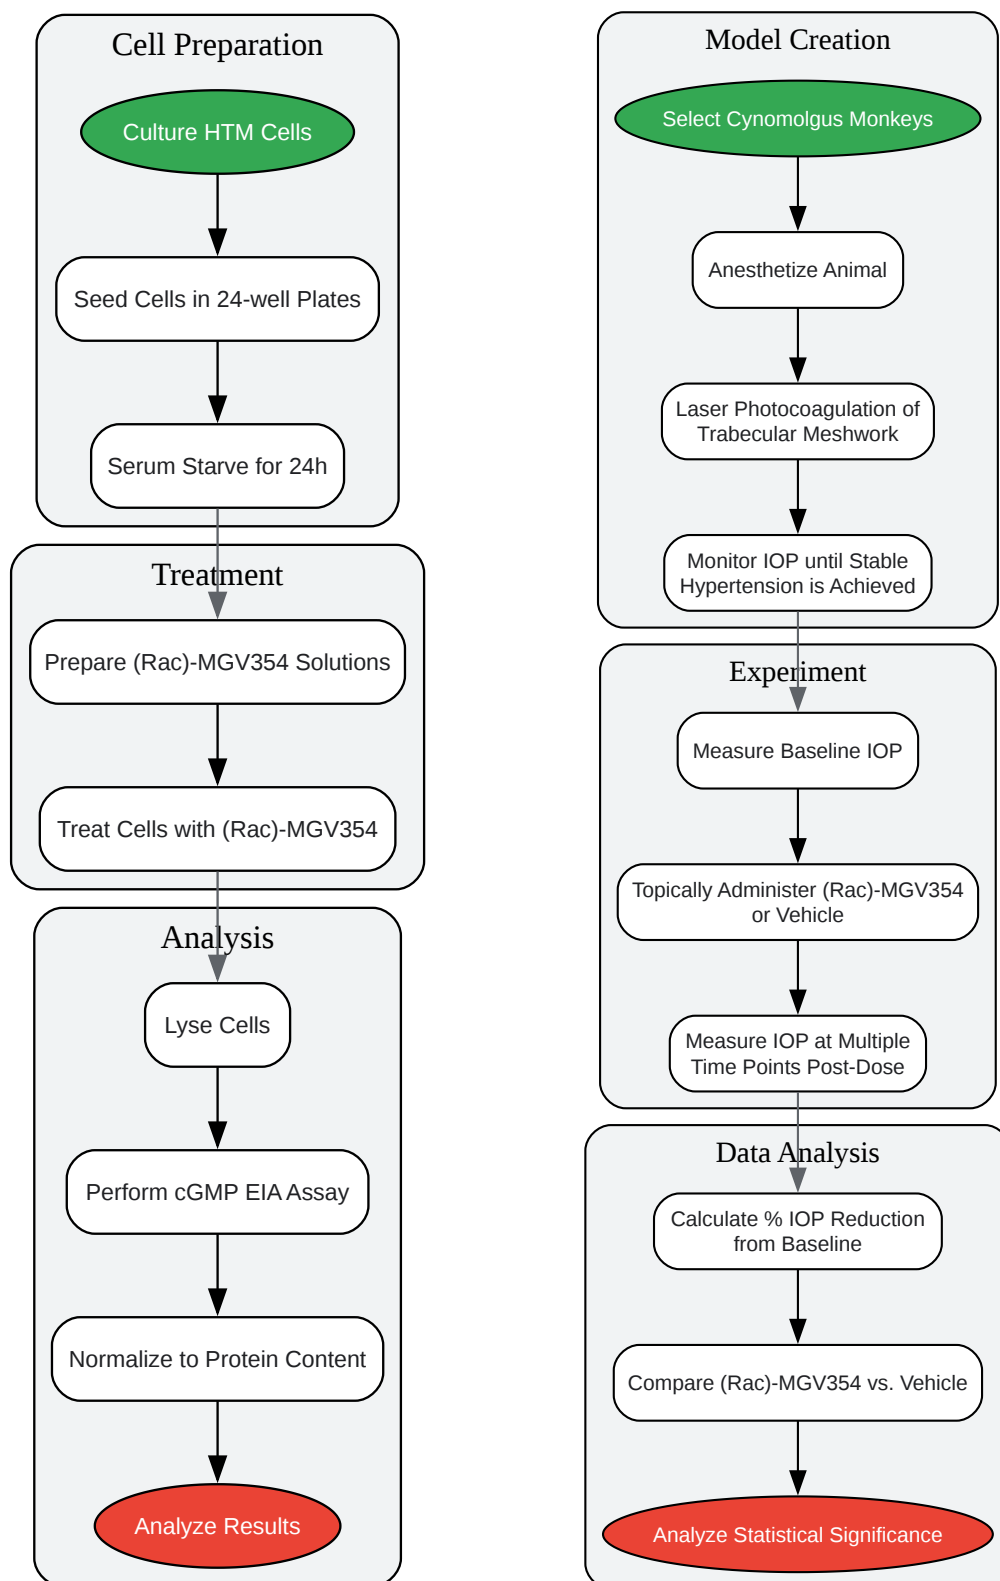 Cell Preparation
Culture HTM Cells
Seed Cells in 24-well Plates
Serum Starve for 24h
Treatment
Prepare (Rac)-MGV354 Solutions
Treat Cells with (Rac)-MGV354
Analysis
Lyse Cells
Perform cGMP EIA Assay
Normalize to Protein Content
Analyze Results
Model Creation
Select Cynomolgus Monkeys
Anesthetize Animal
Laser Photocoagulation of
Trabecular Meshwork
Monitor IOP until Stable
Hypertension is Achieved
Experiment
Measure Baseline IOP
Topically Administer (Rac)-MGV354
or Vehicle
Measure IOP at Multiple
Time Points Post-Dose
Data Analysis
Calculate % IOP Reduction
from Baseline
Compare (Rac)-MGV354 vs. Vehicle
Analyze Statistical Significance